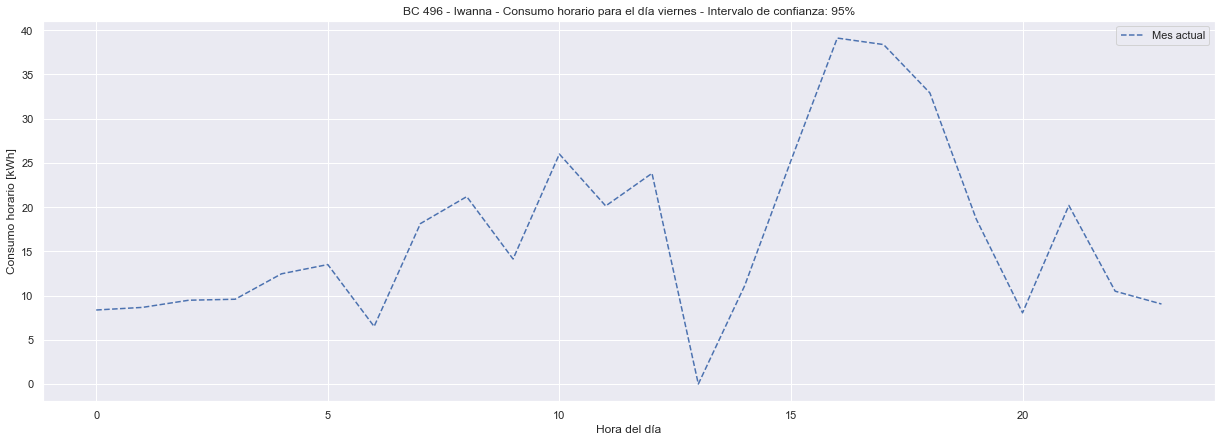 BC 496 - Iwanna - Consumo horario para el día viernes - Intervalo de confianza: 95%
Mes actual
Consumo horario [kWh]
40
35
30
25
20
15
10
5
0
0 5 10 15 20
Hora del día